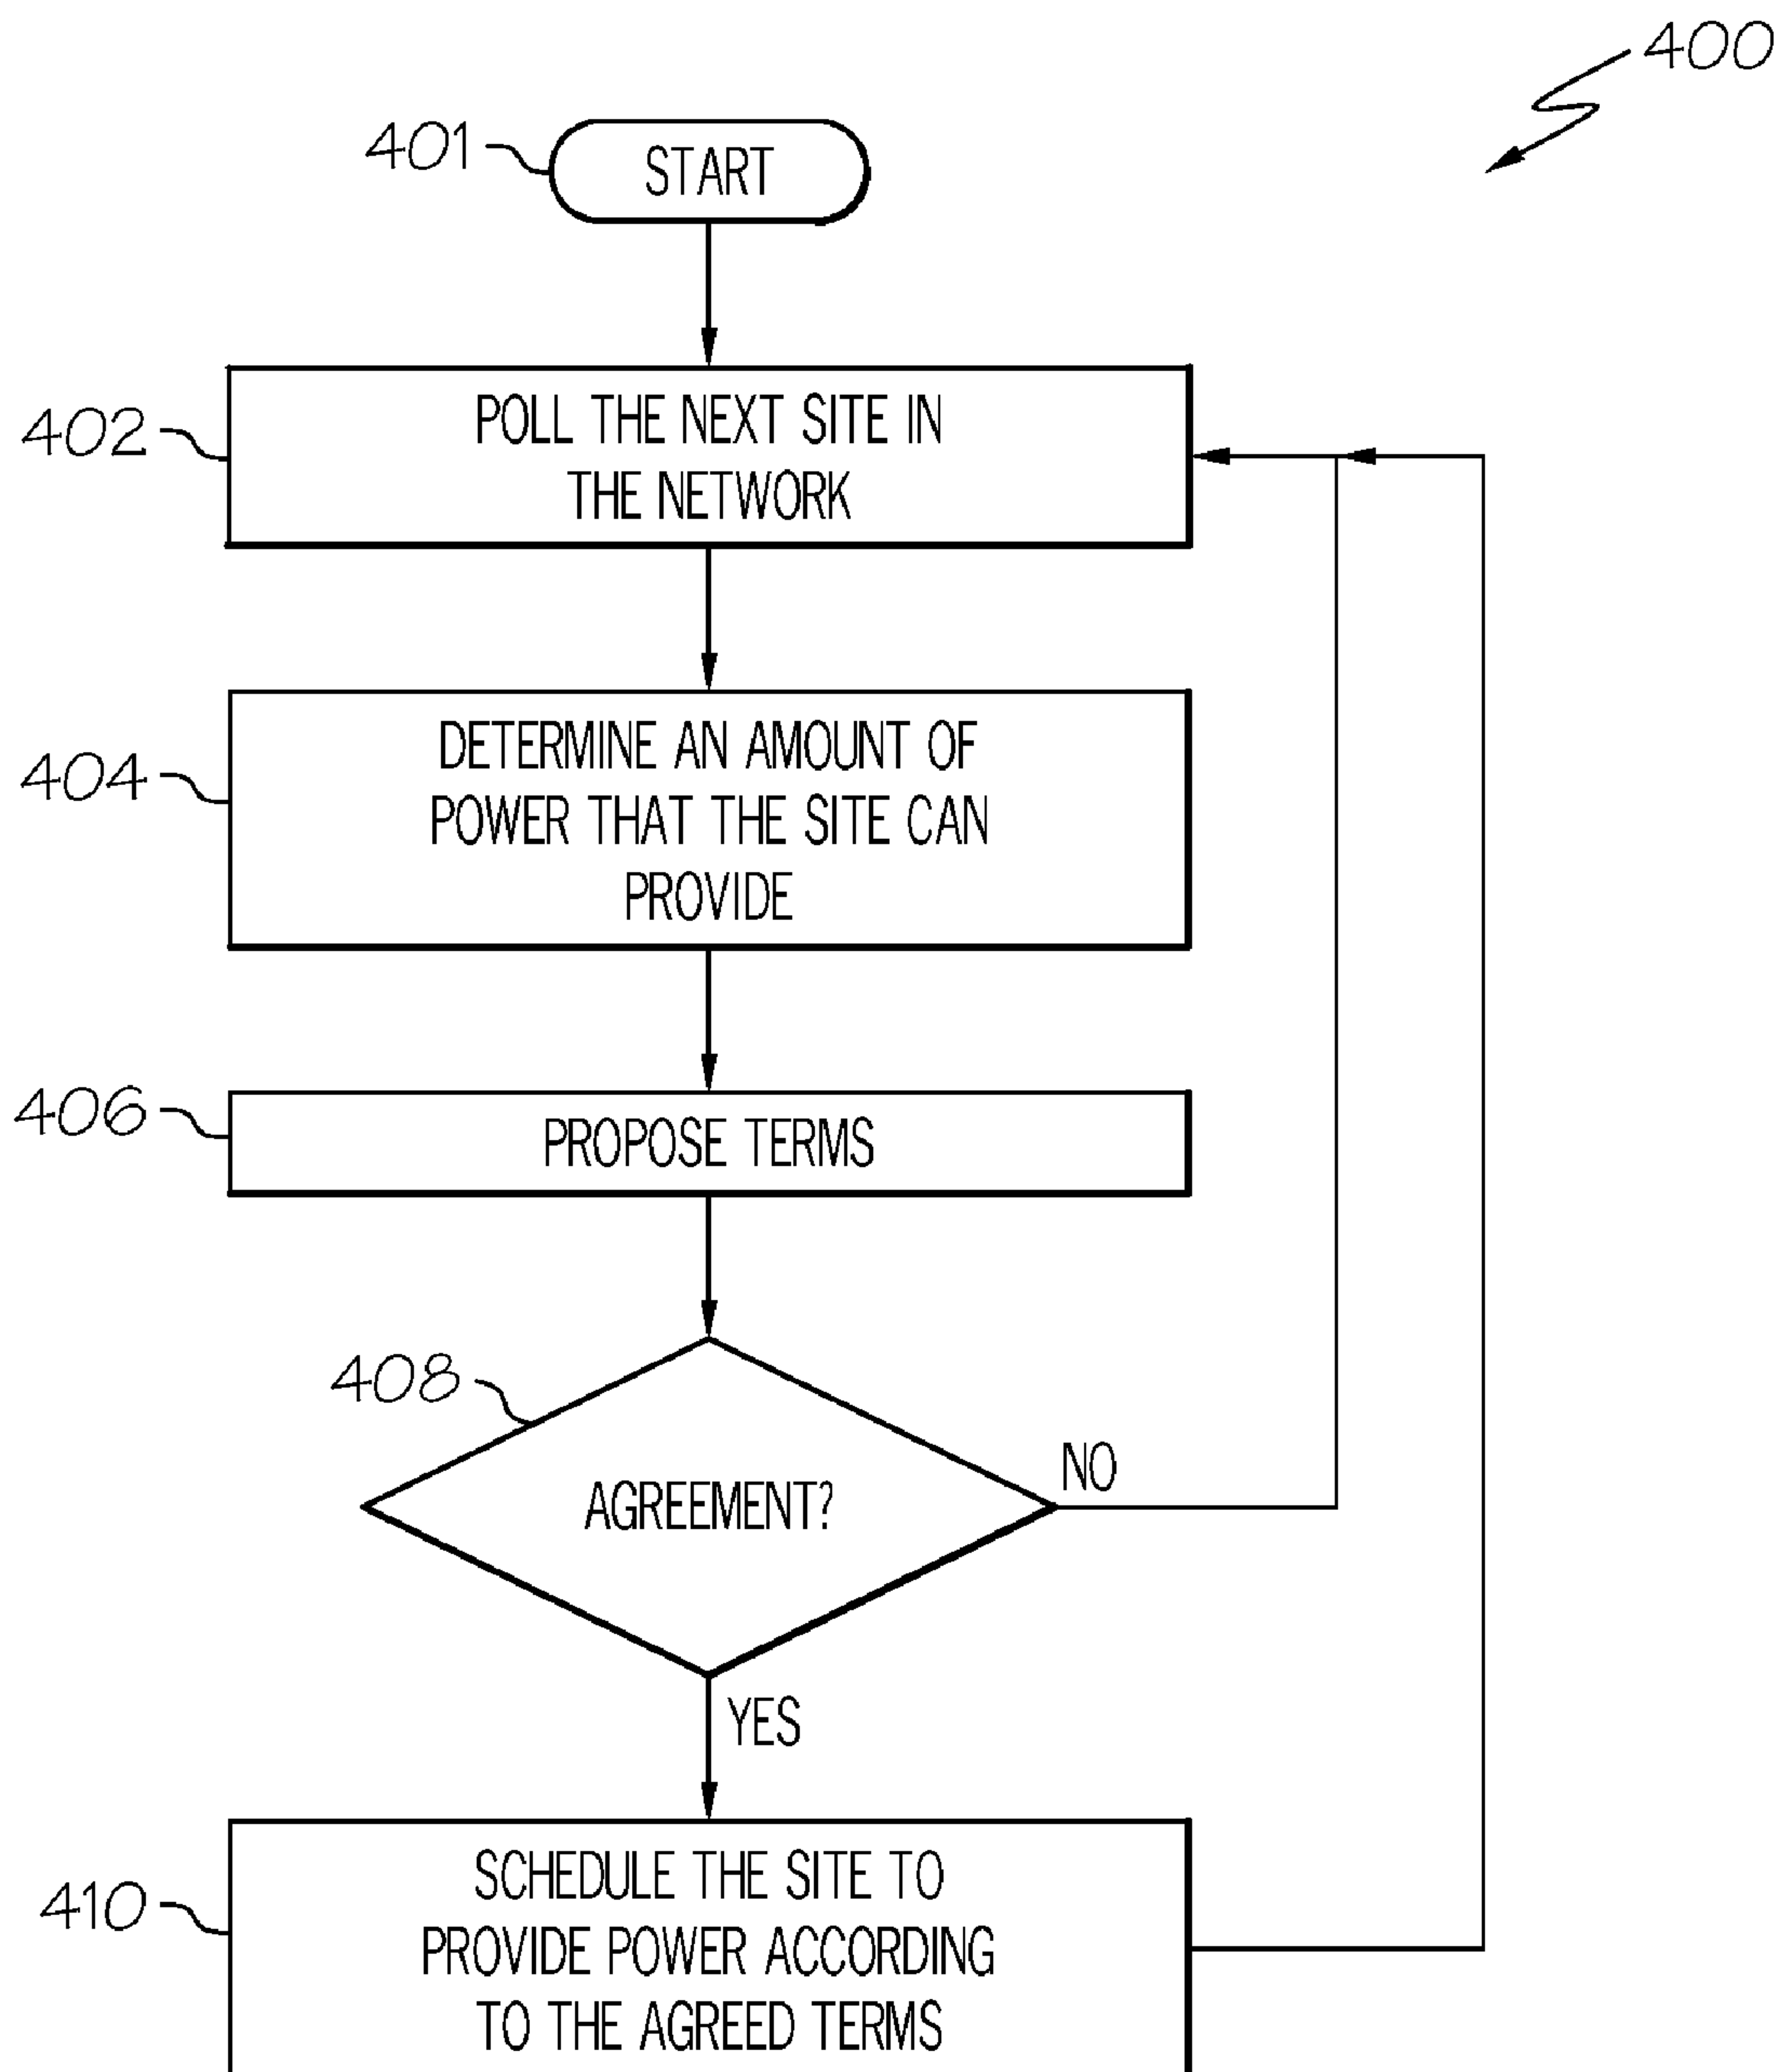 400
401
START
402
POLL THE NEXT SITE IN
THE NETWORK
404
DETERMINE AN AMOUNT OF
POWER THAT THE SITE CAN
PROVIDE
406
PROPOSE TERMS
408
AGREEMENT?
NO
YES
410
SCHEDULE THE SITE TO
PROVIDE POWER ACCORDING
TO THE AGREED TERMS